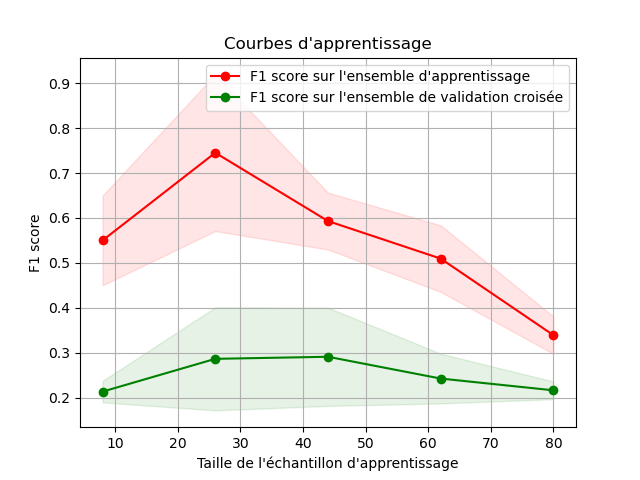 Courbes d'apprentissage
F1 score sur l'ensemble d'apprentissage
F1 score sur l'ensemble de validation croisée
F1 score
0.9
0.8
0.7
0.6
0.5
0.4
0.3
0.2
10 20 30 40 50 60 70 80
Taille de l'échantillon d'apprentissage